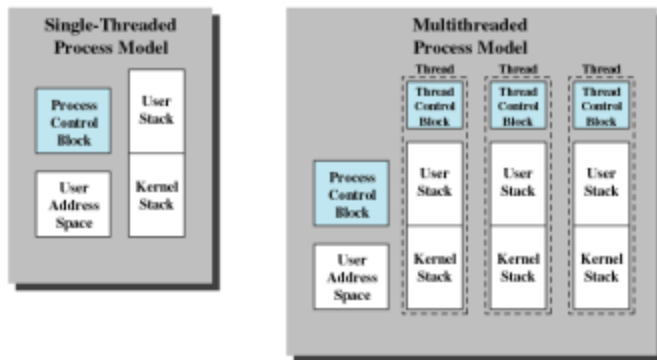 Single-Threaded
Process Model
Process
Control
Block
User
Stack
User
Address
Space
Kernel
Stack
Multithreaded
Process Model
Thread
Thread
Thread
Thread
Control
Block
Thread
Control
Block
Thread
Control
Block
Process
Control
Block
User
Stack
User
Stack
User
Stack
User
Address
Space
Kernel
Stack
Kernel
Stack
Kernel
Stack